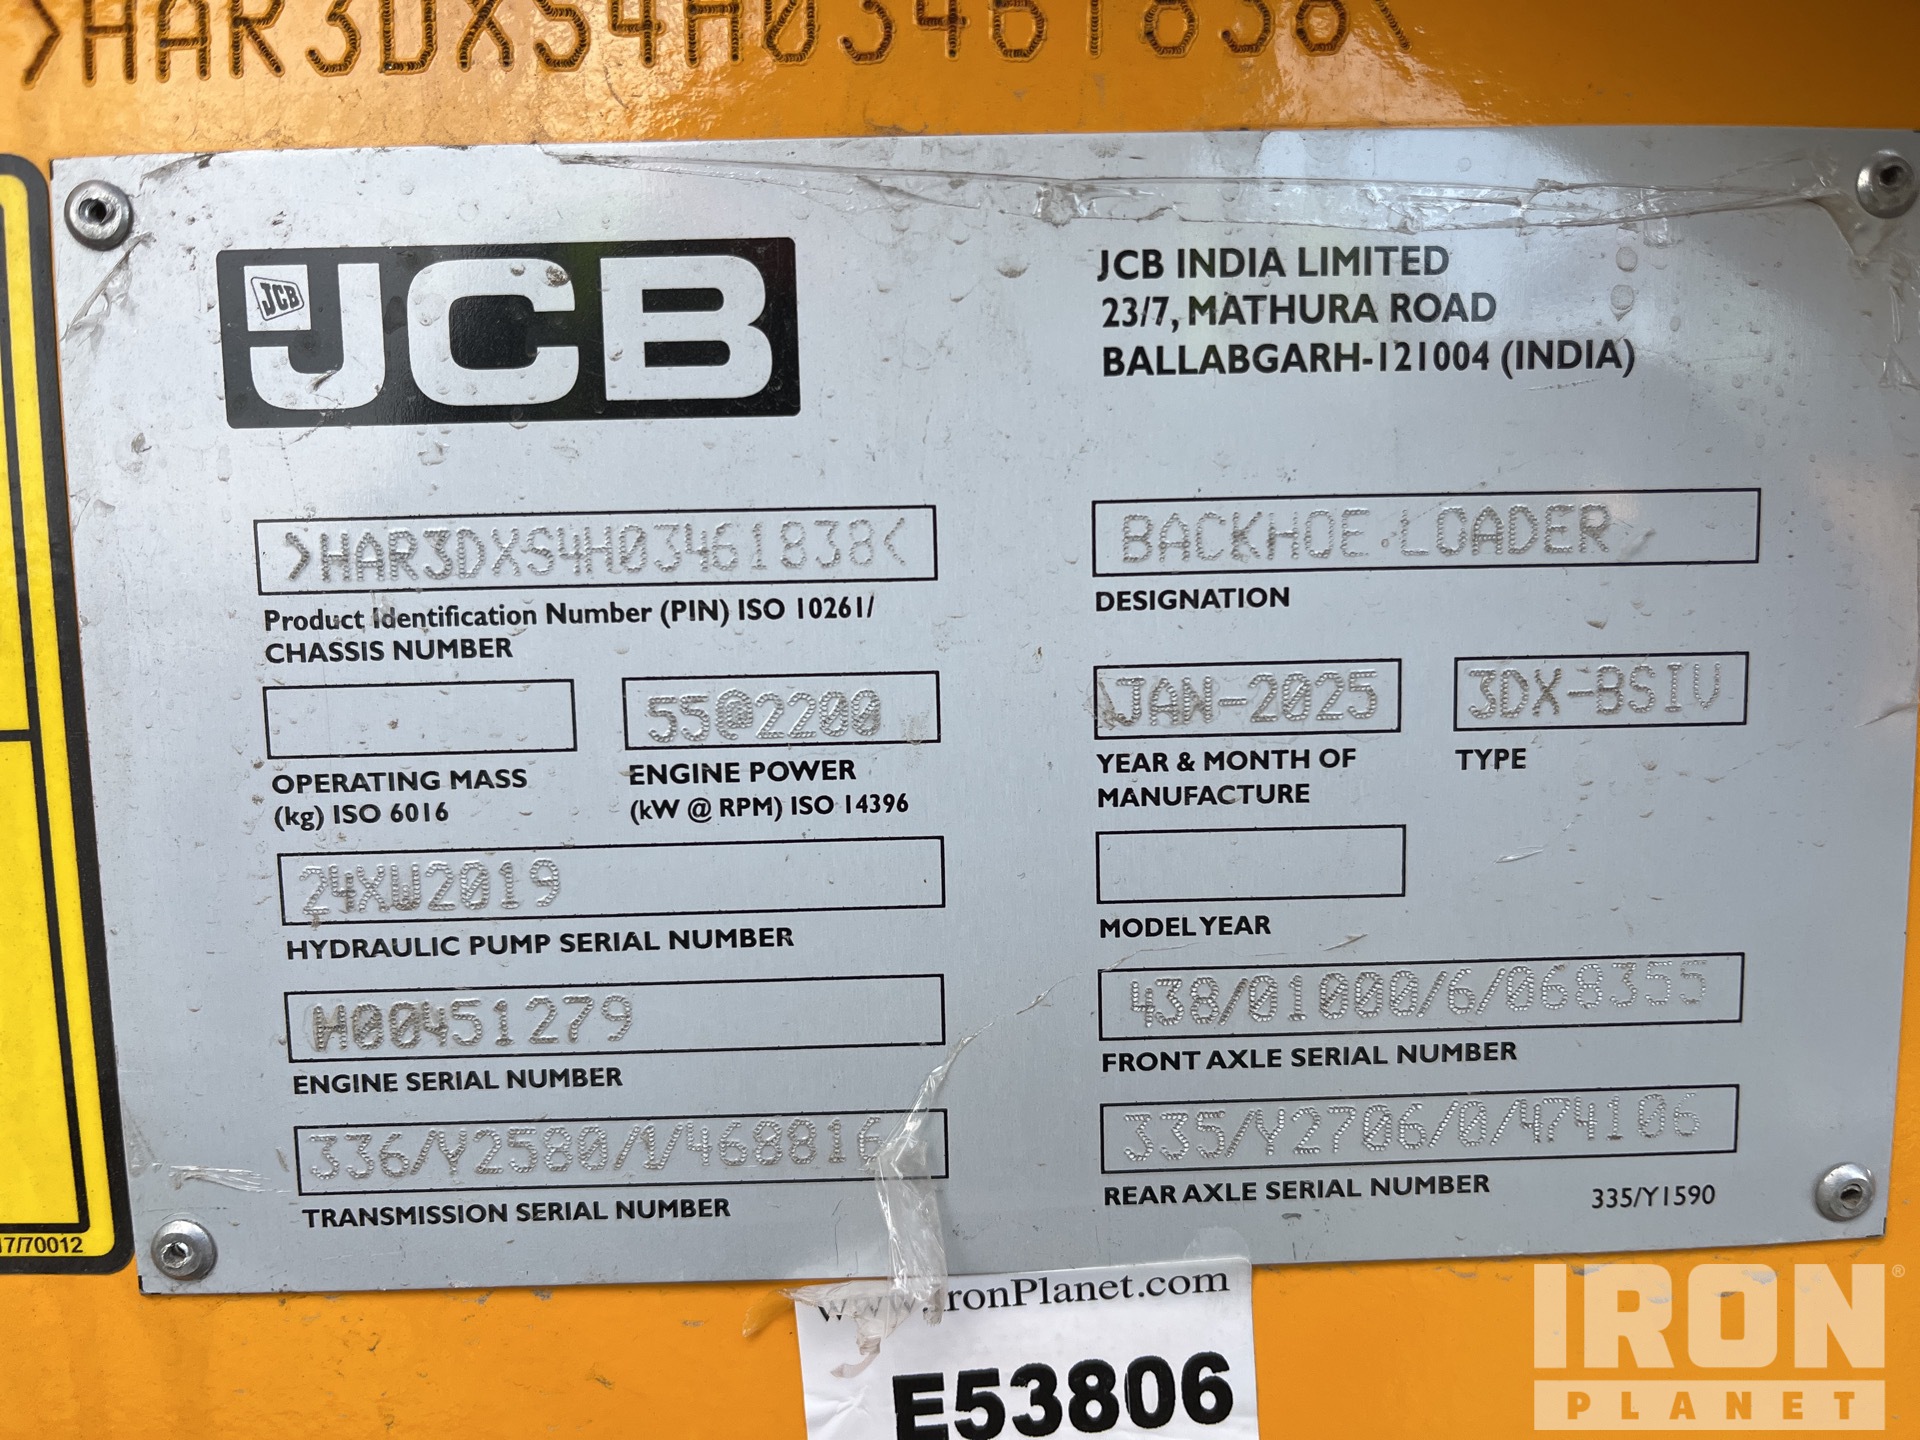 >HAR3DXS4H03461838<
JCB
JCB
JCB INDIA LIMITED
23/7, MATHURA ROAD
BALLABGARH-121004 (INDIA)
>HAR3DXS4H03461838<
Product Identification Number (PIN) ISO 10261/
CHASSIS NUMBER
BACKHOE LOADER
DESIGNATION
OPERATING MASS
(kg) ISO 6016
55@2200
ENGINE POWER
(kW @ RPM) ISO 14396
JAN-2025
YEAR & MONTH OF
MANUFACTURE
3DX-BSIV
TYPE
24XW2019
HYDRAULIC PUMP SERIAL NUMBER
MODEL YEAR
H00451279
ENGINE SERIAL NUMBER
438/01000/6/068355
FRONT AXLE SERIAL NUMBER
336/Y2580/1/468816
TRANSMISSION SERIAL NUMBER
335/Y2706/0/474106
REAR AXLE SERIAL NUMBER
335/Y1590
17/70012
www.IronPlanet.com
E53806
IRON
PLANET